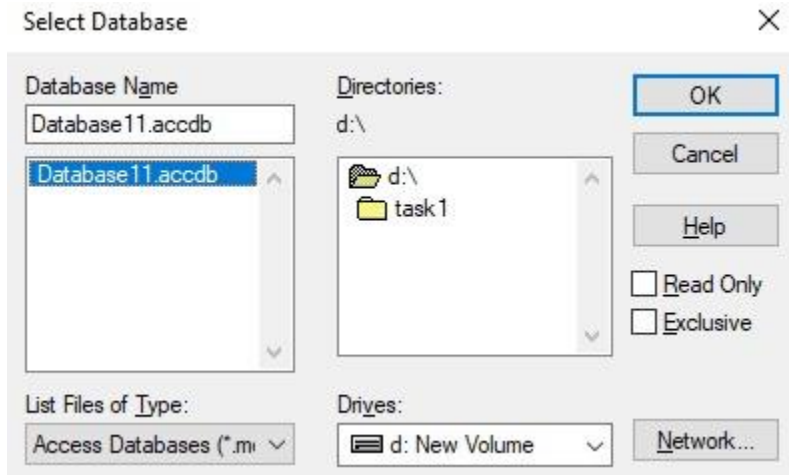 Select Database
Database Name
Database11.accdb
Database11.accdb
List Files of Type:
Access Databases (*.m
Directories:
d:\
d:\
task1
Drives:
d: New Volume
OK
Cancel
Help
Read Only
Exclusive
Network...